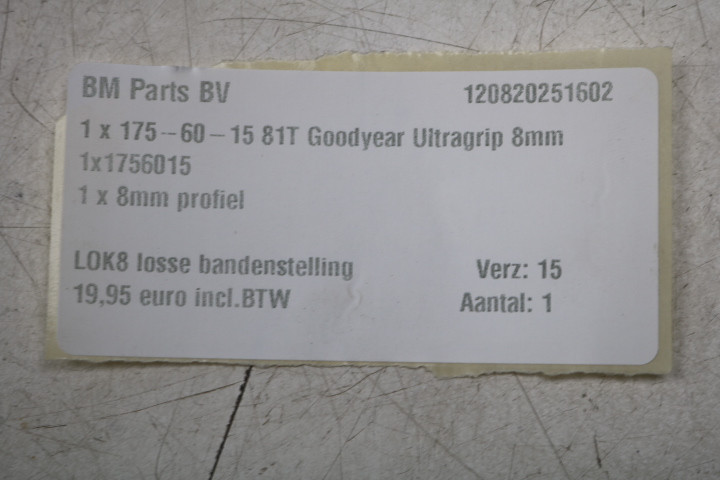 BM Parts BV 120820251602
1 x 175--60-15 81T Goodyear Ultragrip 8mm
1x1756015
1 x 8mm profiel
LOK8 losse bandenstelling Verz: 15
19,95 euro incl.BTW Aantal: 1